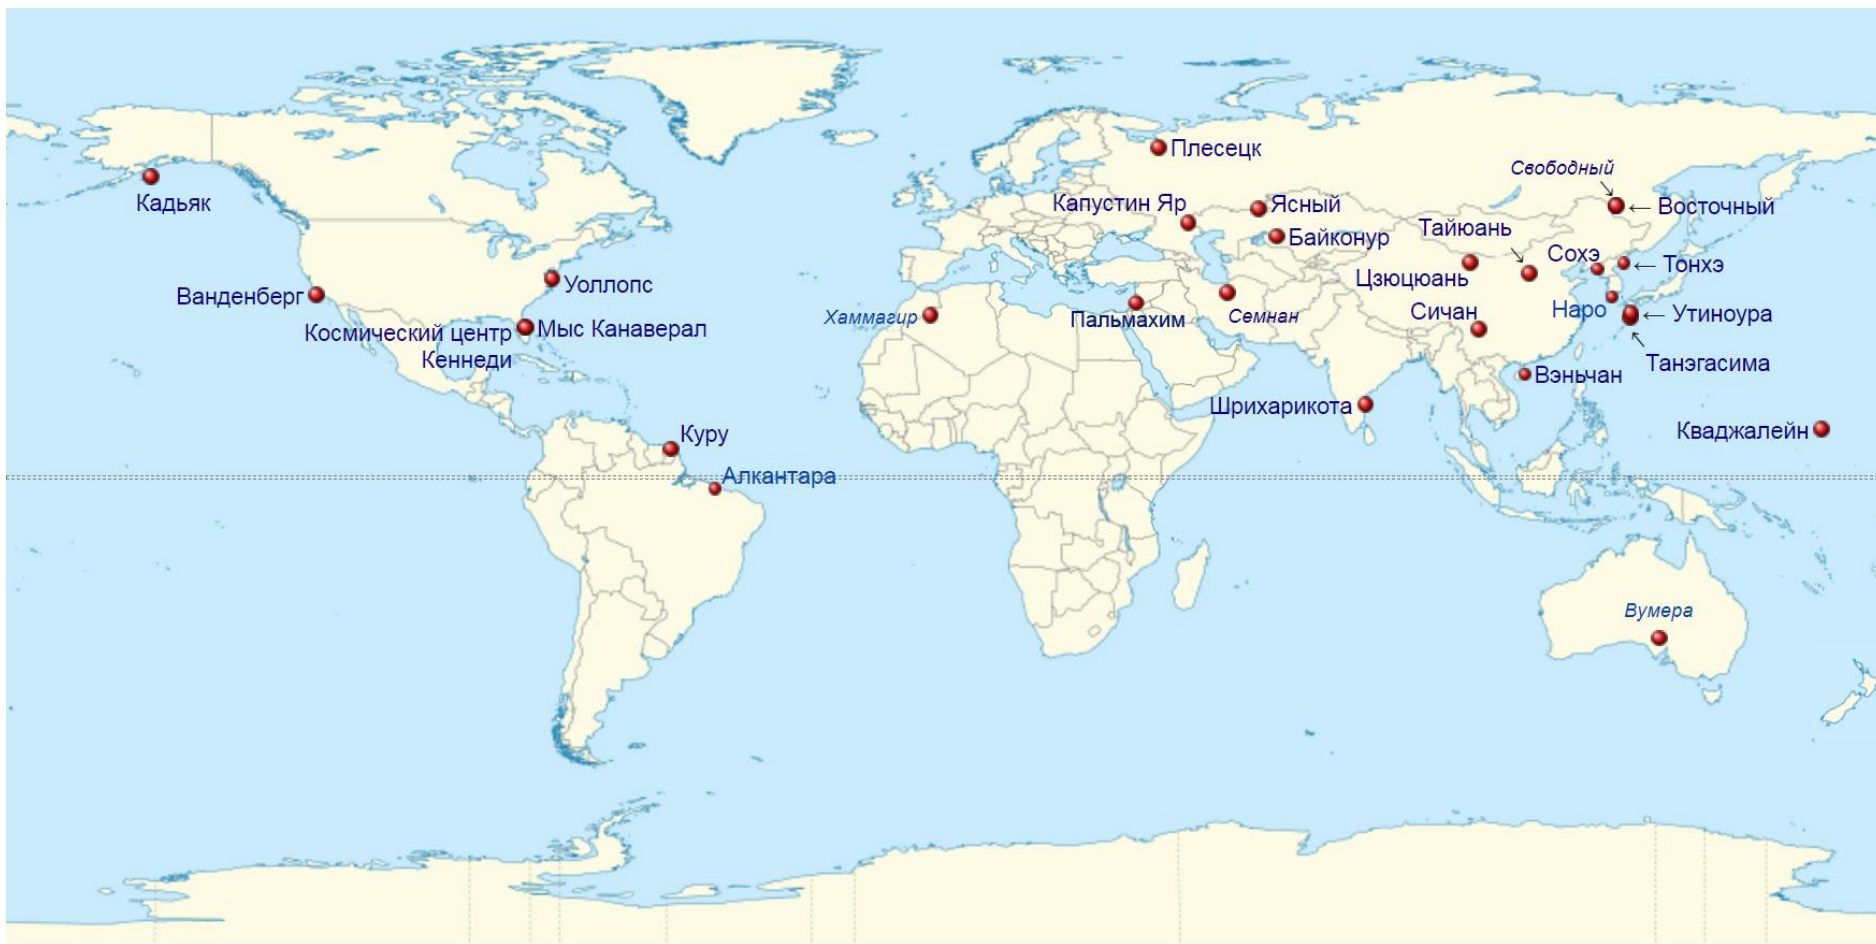 Плесецк
Свободный
Кадьяк
Капустин Яр
Ясный
← Восточный
Тайюань
Байконур
Сохэ
← Тонхэ
Цзюцюань
Уоллопс
Ванденберг
Хаммагир
Пальмахим
Семнан
Сичан
Наро
← Утиноура
Космический центр
Кеннеди
Мыс Канаверал
Танэгасима
Вэньчан
Шрихарикота
Кваджалейн
Куру
Алкантара
Вумера